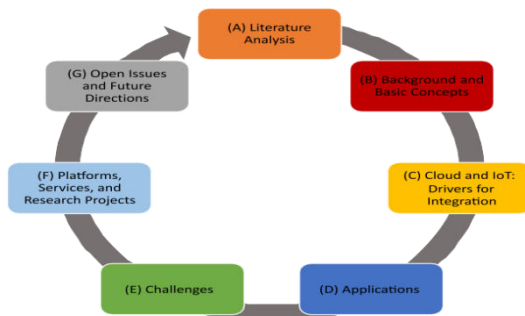 (A) Literature
Analysis
(B) Background and
Basic Concepts
(C) Cloud and IoT:
Drivers for
Integration
(D) Applications
(E) Challenges
(F) Platforms,
Services, and
Research Projects
(G) Open Issues
and Future
Directions